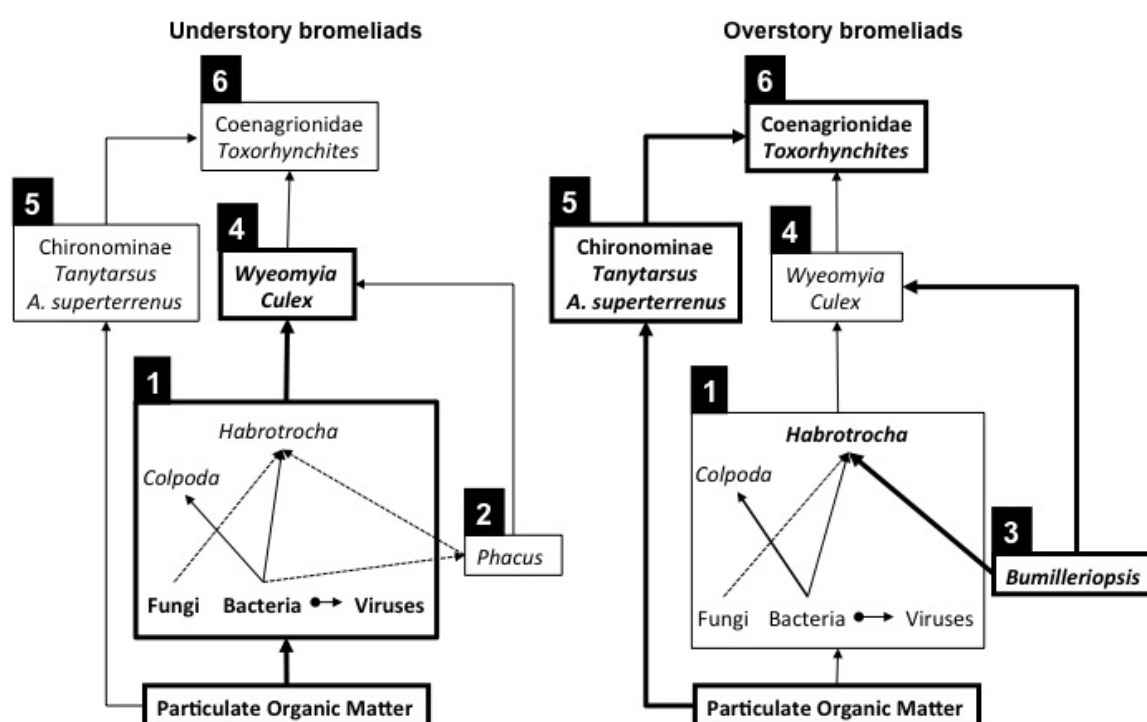 Understory bromeliads
6
Coenagrionidae
Toxorhynchites
5
Chironominae
Tanytarsus
A. superterrenus
4
Wyeomyia
Culex
1
Habrotrocha
Colpoda
2
Phacus
Fungi Bacteria Viruses
Particulate Organic Matter
Overstory bromeliads
6
Coenagrionidae
Toxorhynchites
5
Chironominae
Tanytarsus
A. superterrenus
4
Wyeomyia
Culex
1
Habrotrocha
Colpoda
3
Bumilleriopsis
Fungi Bacteria Viruses
Particulate Organic Matter